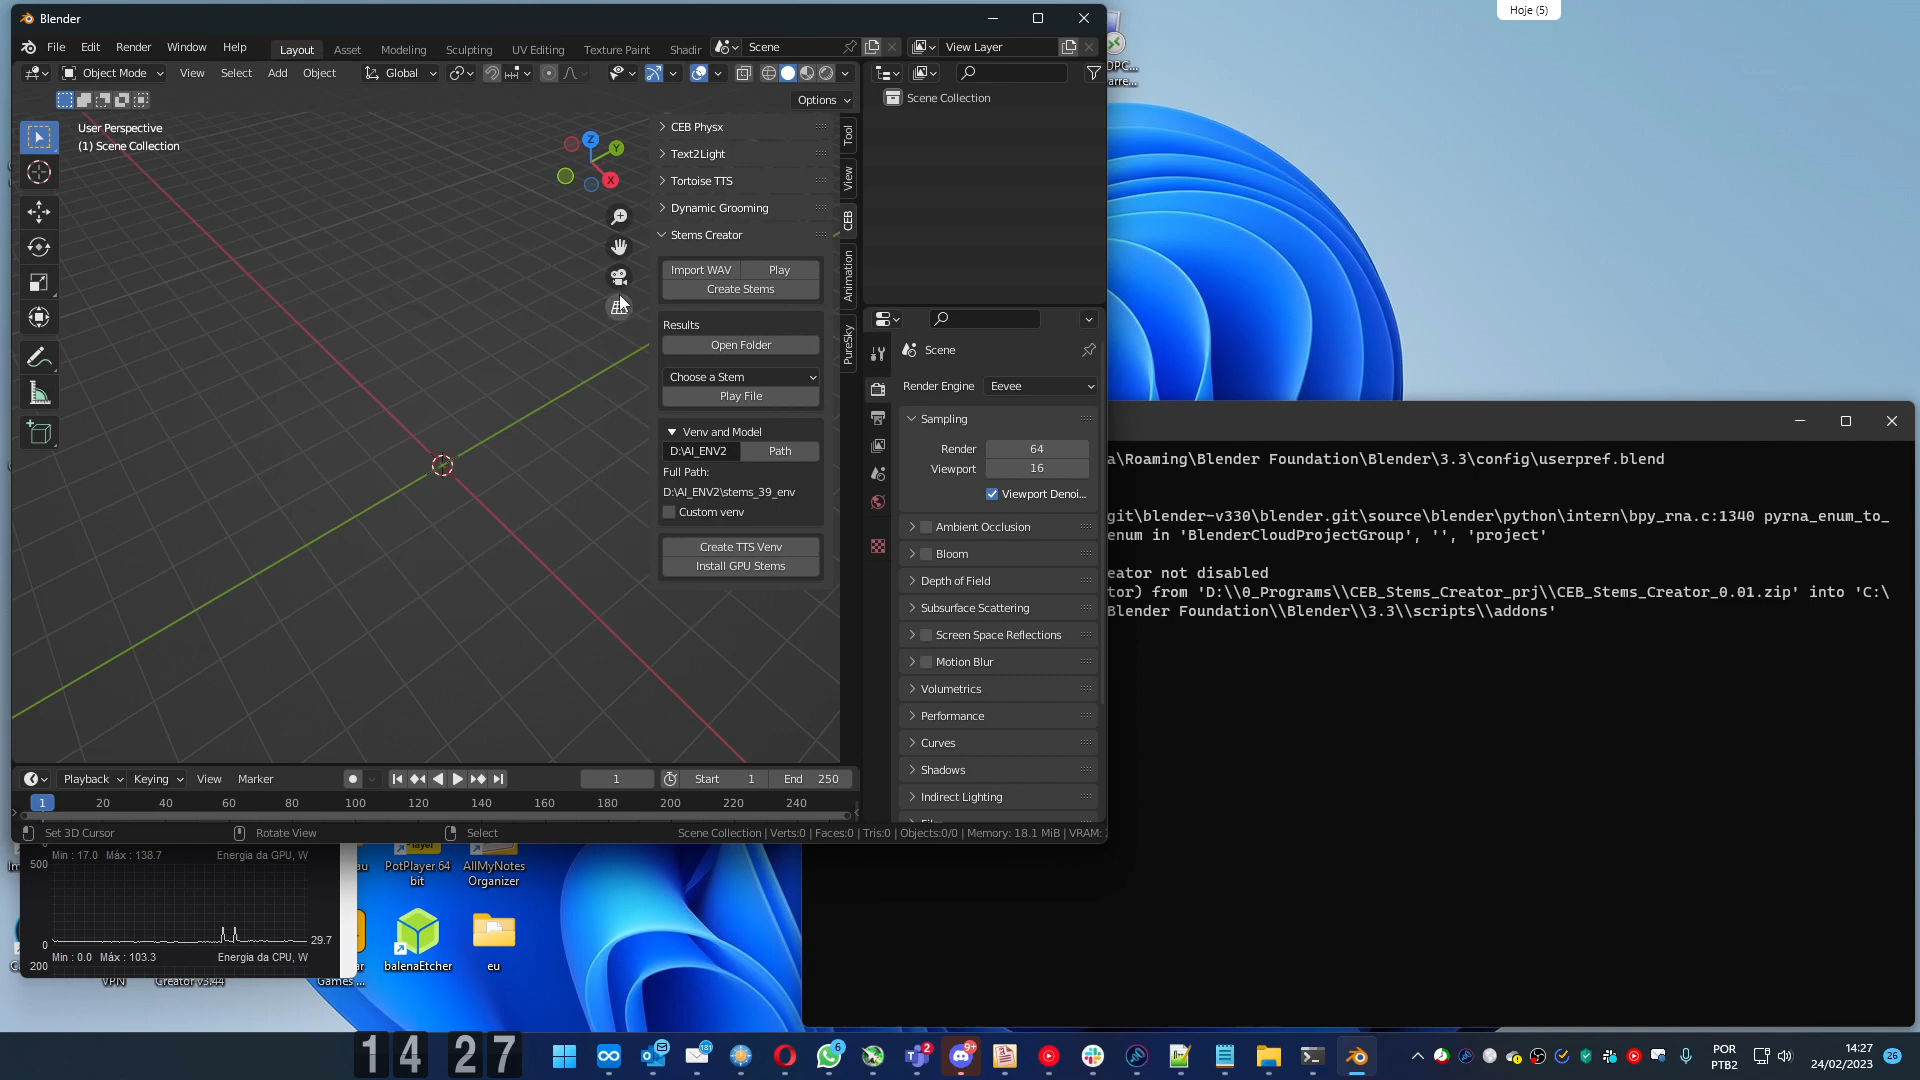 Blender
Hoje (5)
File Edit Render Window Help Layout Asset Modeling Sculpting UV Editing Texture Paint Shadir Scene View Layer
Object Mode View Select Add Object Global
Options
User Perspective
(1) Scene Collection
Z
Y
X
CEB Physx
Text2Light
Tortoise TTS
Dynamic Grooming
Stems Creator
Import WAV Play
Create Stems
Results
Open Folder
Choose a Stem
Play File
Venv and Model
D:\AI_ENV2 Path
Full Path:
D:\AI_ENV2\stems_39_env
Custom venv
Create TTS Venv
Install GPU Stems
Tool
View
CEB
Animation
PureSky
Scene Collection
Scene
Render Engine Eevee
Sampling
Render 64
Viewport 16
Viewport Denoi...
Ambient Occlusion
Bloom
Depth of Field
Subsurface Scattering
Screen Space Reflections
Motion Blur
Volumetrics
Performance
Curves
Shadows
Indirect Lighting
Playback Keying View Marker 1 Start 1 End 250
1 20 40 60 80 100 120 140 160 180 200 220 240
Set 3D Cursor Rotate View Select Scene Collection | Verts:0 | Faces:0 | Tris:0 | Objects:0/0 | Memory: 18.1 MiB | VRAM:
a\Roaming\Blender Foundation\Blender\3.3\config\userpref.blend
git\blender-v330\blender.git\source\blender\python\intern\bpy_rna.c:1340 pyrna_enum_to_
enum in 'BlenderCloudProjectGroup', '', 'project'
eator not disabled
tor) from 'D:\\0_Programs\\CEB_Stems_Creator_prj\\CEB_Stems_Creator_0.01.zip' into 'C:\
Blender Foundation\\Blender\\3.3\\scripts\\addons'
Min : 17.0 Máx : 138.7 Energia da GPU, W
500
0
29.7
Min : 0.0 Máx : 103.3 Energia da CPU, W
200
PotPlayer 64
bit
AllMyNotes
Organizer
balenaEtcher
eu
VPN
Creator v3.44
Games ...
14 27
181
6
2
9+
POR
PTB2
14:27
24/02/2023
26